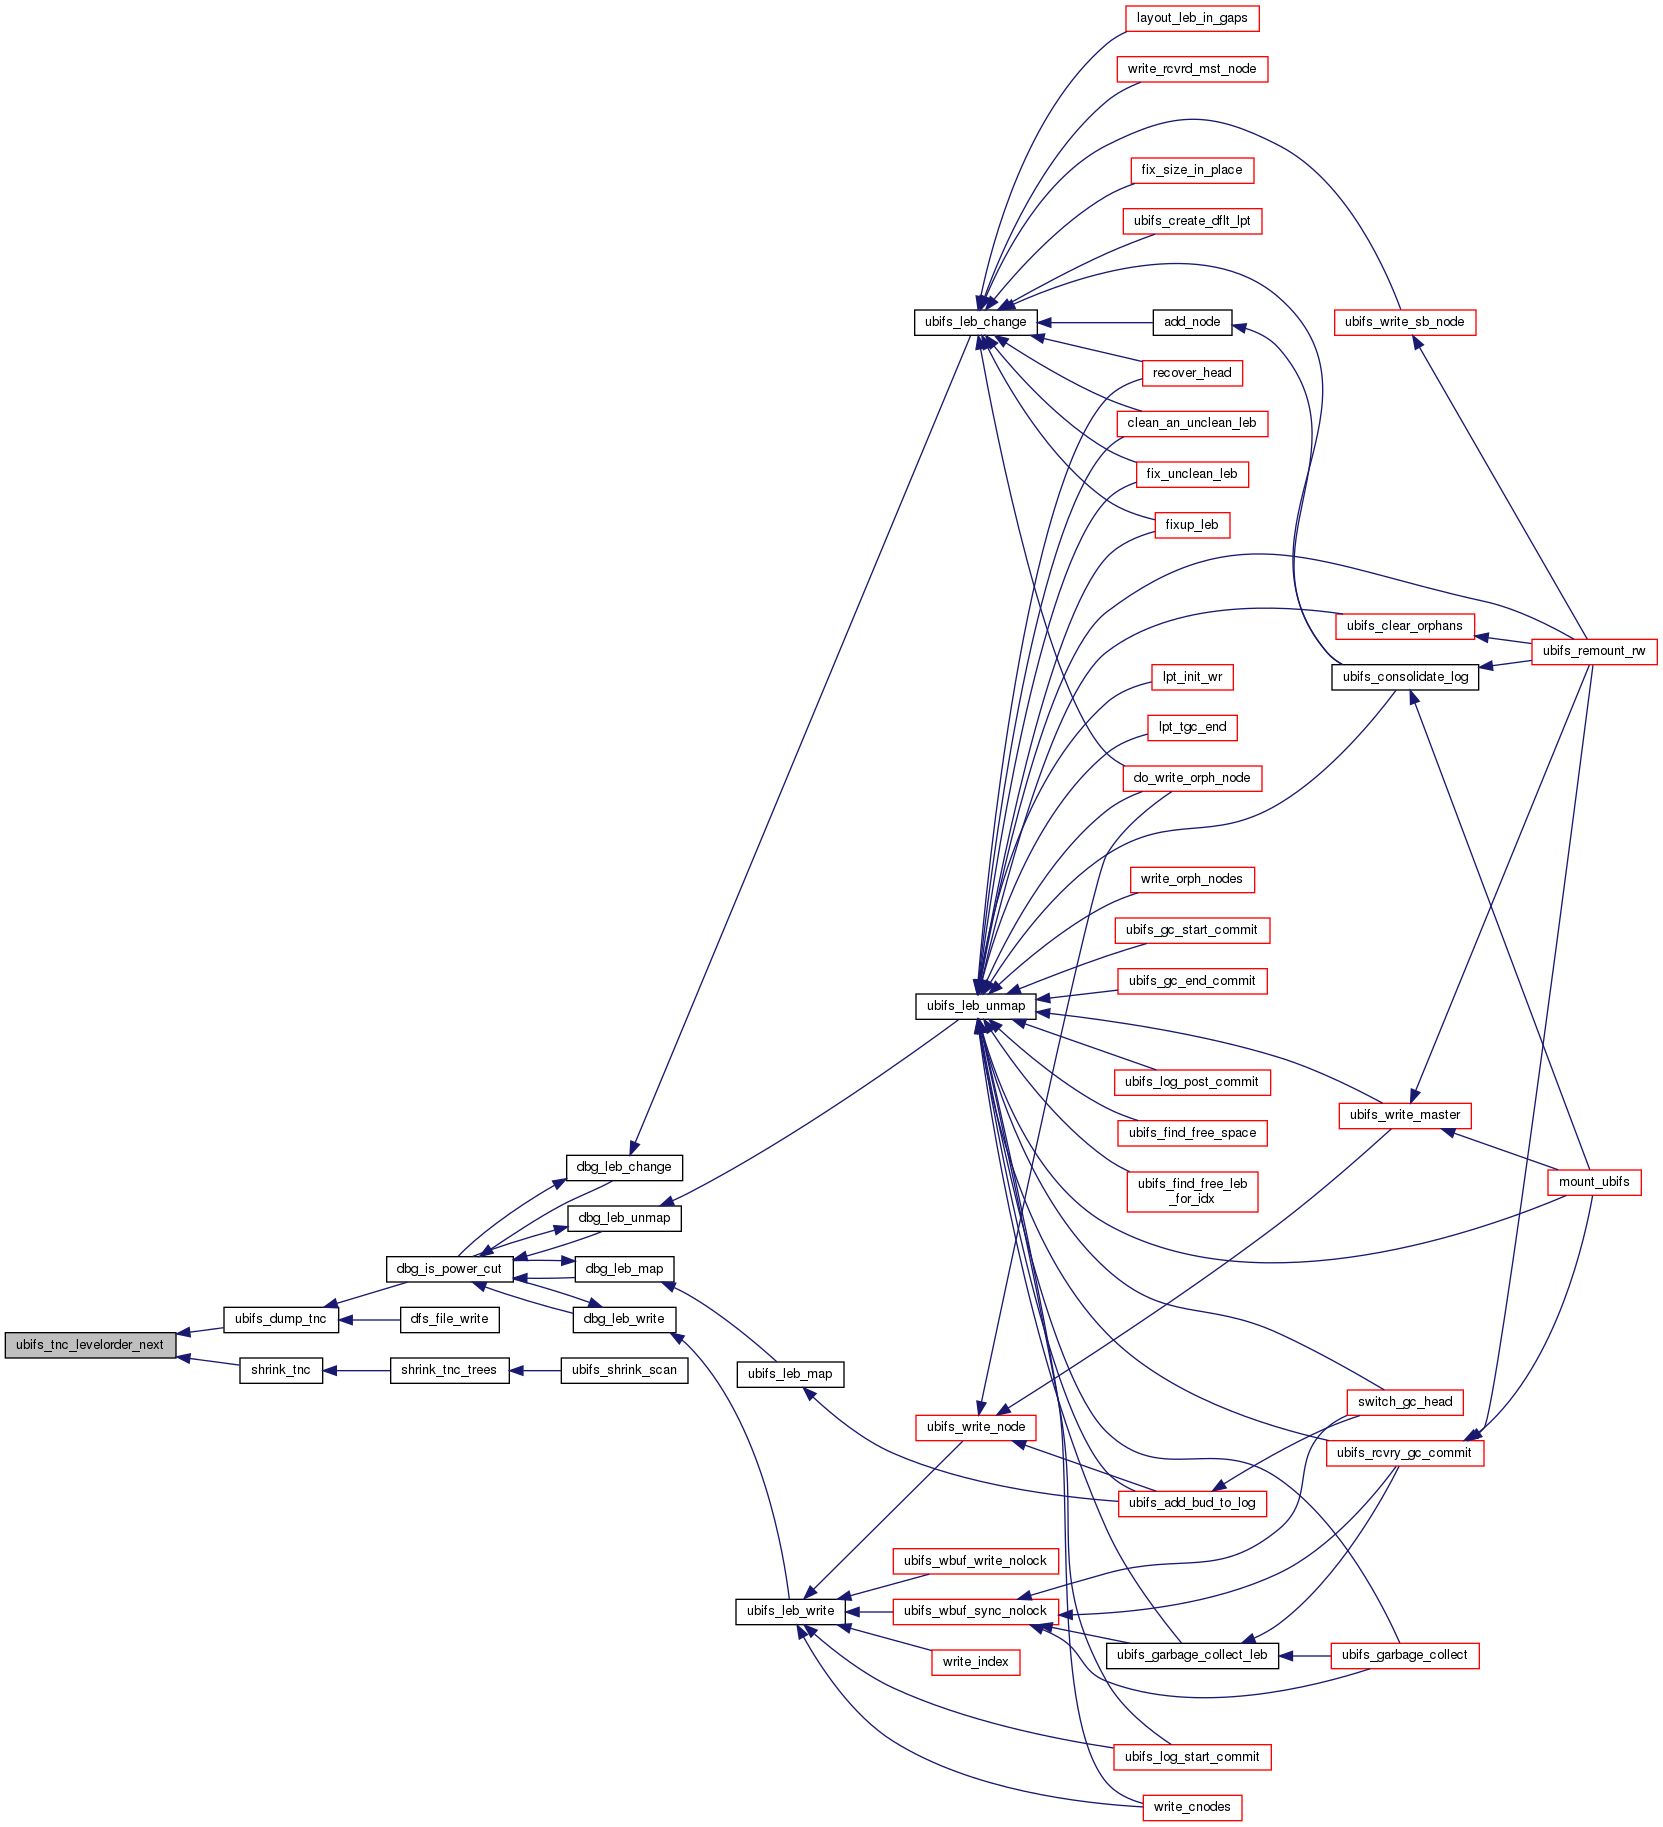 layout_leb_in_gaps
write_rcvrd_mst_node
fix_size_in_place
ubifs_create_dflt_lpt
ubifs_leb_change
add_node
ubifs_write_sb_node
recover_head
clean_an_unclean_leb
fix_unclean_leb
fixup_leb
ubifs_clear_orphans
ubifs_remount_rw
lpt_init_wr
ubifs_consolidate_log
lpt_tgc_end
do_write_orph_node
write_orph_nodes
ubifs_gc_start_commit
ubifs_gc_end_commit
ubifs_leb_unmap
ubifs_log_post_commit
ubifs_write_master
ubifs_find_free_space
dbg_leb_change
ubifs_find_free_leb
_for_idx
mount_ubifs
dbg_leb_unmap
dbg_is_power_cut
dbg_leb_map
ubifs_dump_tnc
dfs_file_write
dbg_leb_write
ubifs_tnc_levelorder_next
shrink_tnc
shrink_tnc_trees
ubifs_shrink_scan
ubifs_leb_map
switch_gc_head
ubifs_write_node
ubifs_rcvry_gc_commit
ubifs_add_bud_to_log
ubifs_wbuf_write_nolock
ubifs_leb_write
ubifs_wbuf_sync_nolock
write_index
ubifs_garbage_collect_leb
ubifs_garbage_collect
ubifs_log_start_commit
write_cnodes